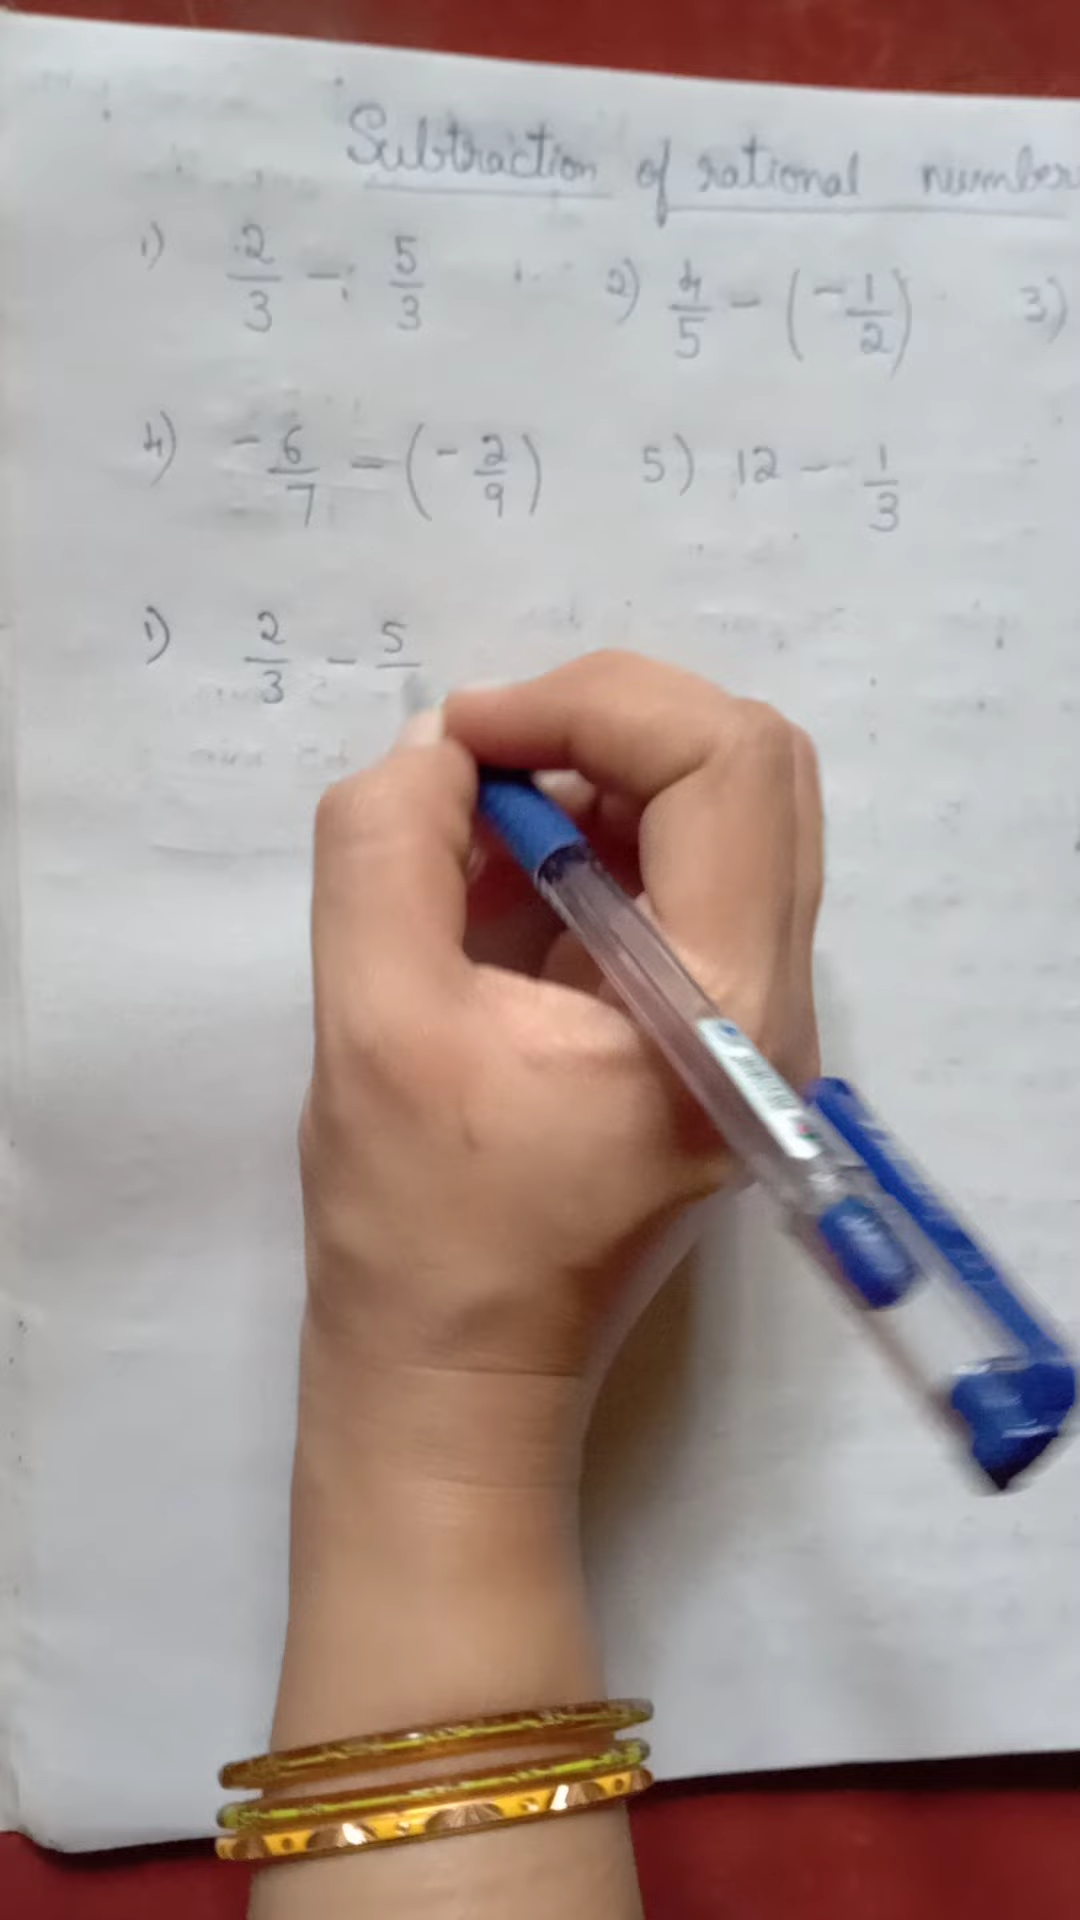 Subtraction of rational number
1) 2/3 - 5/3 2) 4/5 - (-1/2) 3)
4) -6/7 - (-2/9) 5) 12 - 1/3
1) 2/3 - 5